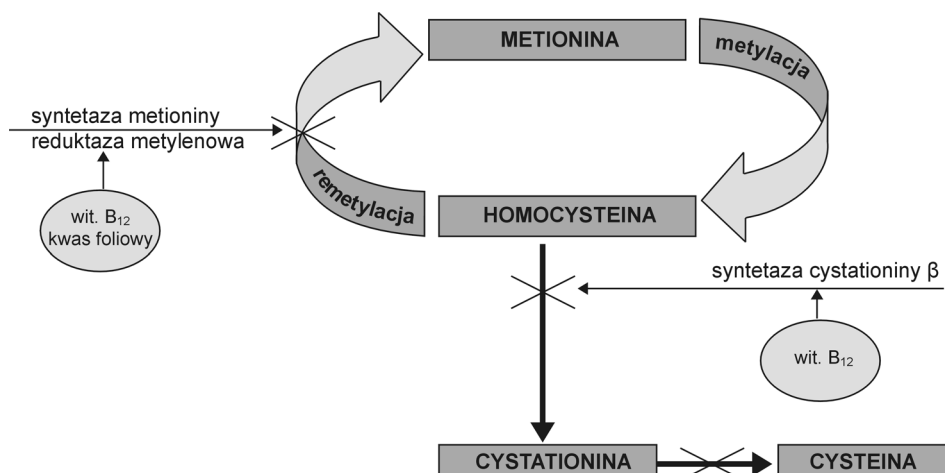 METIONINA
metylacja
syntetaza metioniny
reduktaza metylenowa
remetylacja
HOMOCYSTEINA
wit. B₁₂
kwas foliowy
syntetaza cystationiny β
wit. B₁₂
CYSTATIONINA
CYSTEINA